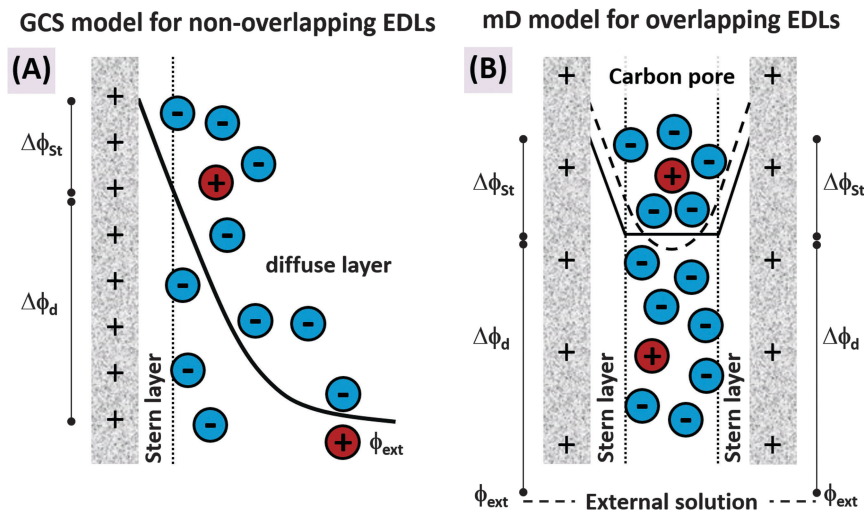 GCS model for non-overlapping EDLs
(A)
Δϕ_St
Δϕ_d
+
+
+
+
+
+
+
+
Stern layer
-
-
-
+
-
-
-
-
-
-
-
+
diffuse layer
ϕ_ext
mD model for overlapping EDLs
(B)
Carbon pore
Δϕ_St
Δϕ_d
ϕ_ext
+
+
+
+
-
-
-
+
-
-
-
-
-
-
+
-
-
-
Stern layer
Stern layer
+
+
+
+
Δϕ_St
Δϕ_d
ϕ_ext
External solution